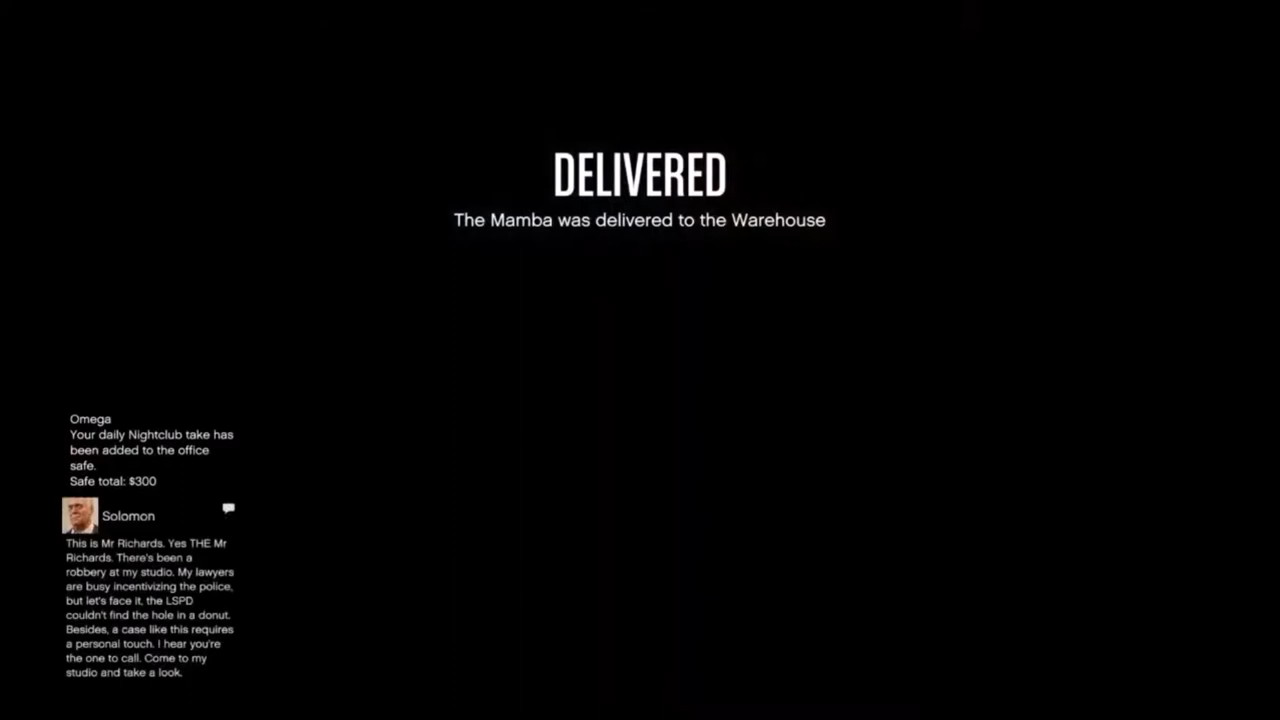 DELIVERED
The Mamba was delivered to the Warehouse
Omega
Your daily Nightclub take has
been added to the office
safe.
Safe total: $300
Solomon
This is Mr Richards. Yes THE Mr
Richards. There's been a
robbery at my studio. My lawyers
are busy incentivizing the police,
but let's face it, the LSPD
couldn't find the hole in a donut.
Besides, a case like this requires
a personal touch. I hear you're
the one to call. Come to my
studio and take a look.